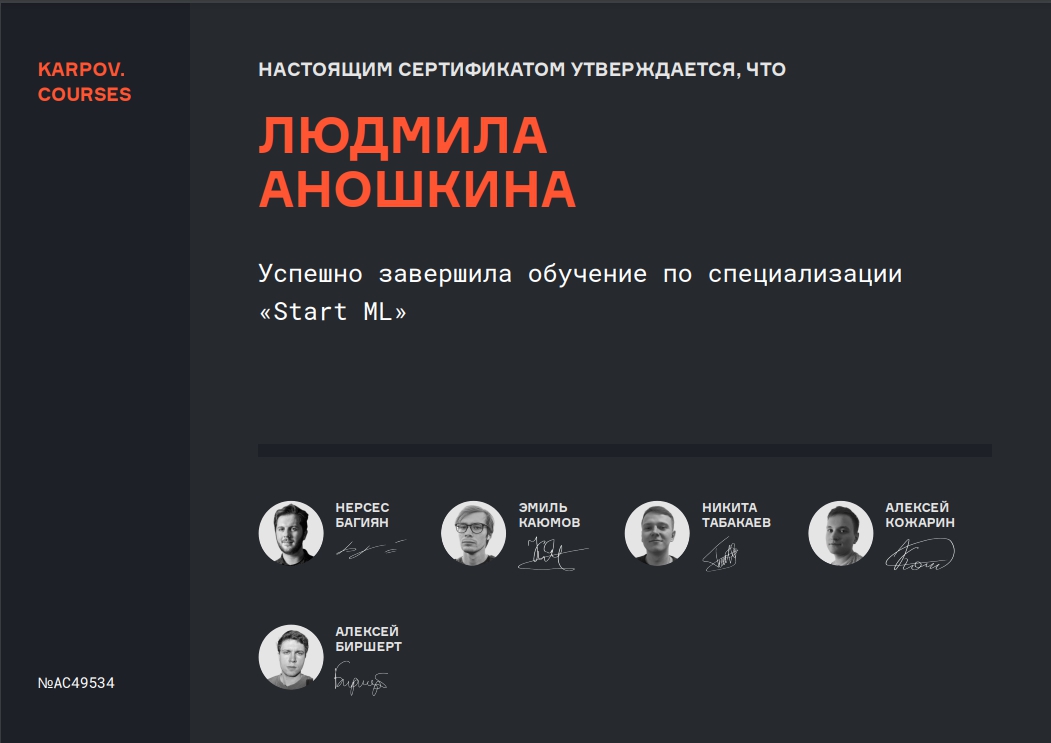 KARPOV.
COURSES
НАСТОЯЩИМ СЕРТИФИКАТОМ УТВЕРЖДАЕТСЯ, ЧТО
ЛЮДМИЛА
АНОШКИНА
Успешно завершила обучение по специализации
«Start ML»
НЕРСЕС
БАГИЯН
ЭМИЛЬ
КАЮМОВ
НИКИТА
ТАБАКАЕВ
АЛЕКСЕЙ
КОЖАРИН
АЛЕКСЕЙ
БИРШЕРТ
№AC49534